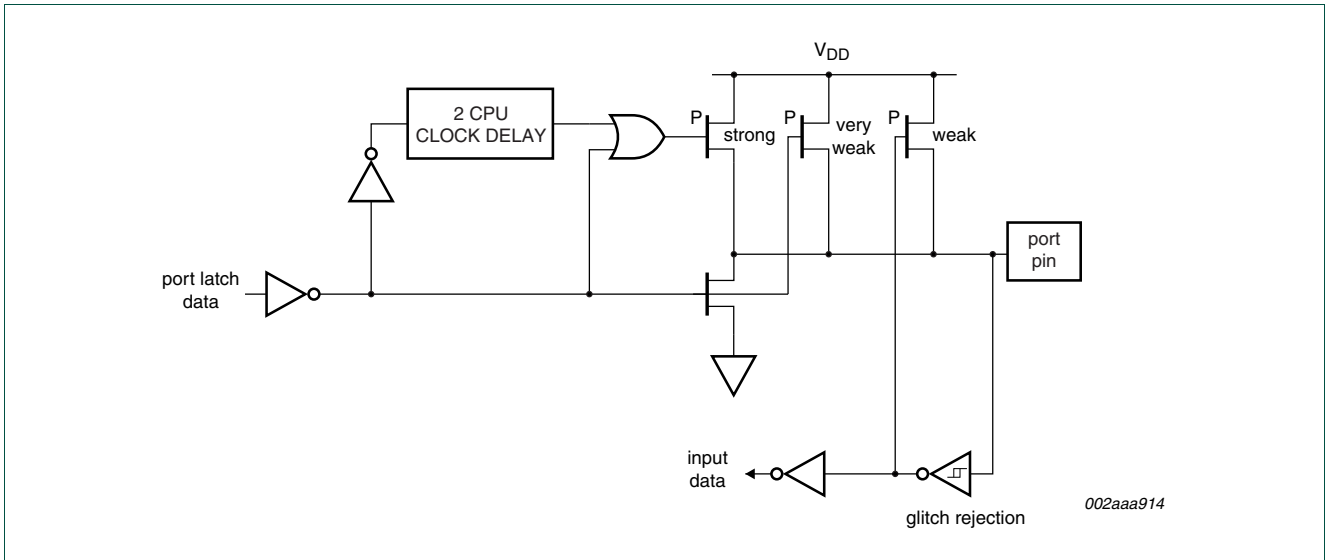 VDD
2 CPU
CLOCK DELAY
P
strong
P
very
weak
P
weak
port
pin
port latch
data
input
data
glitch rejection
002aaa914